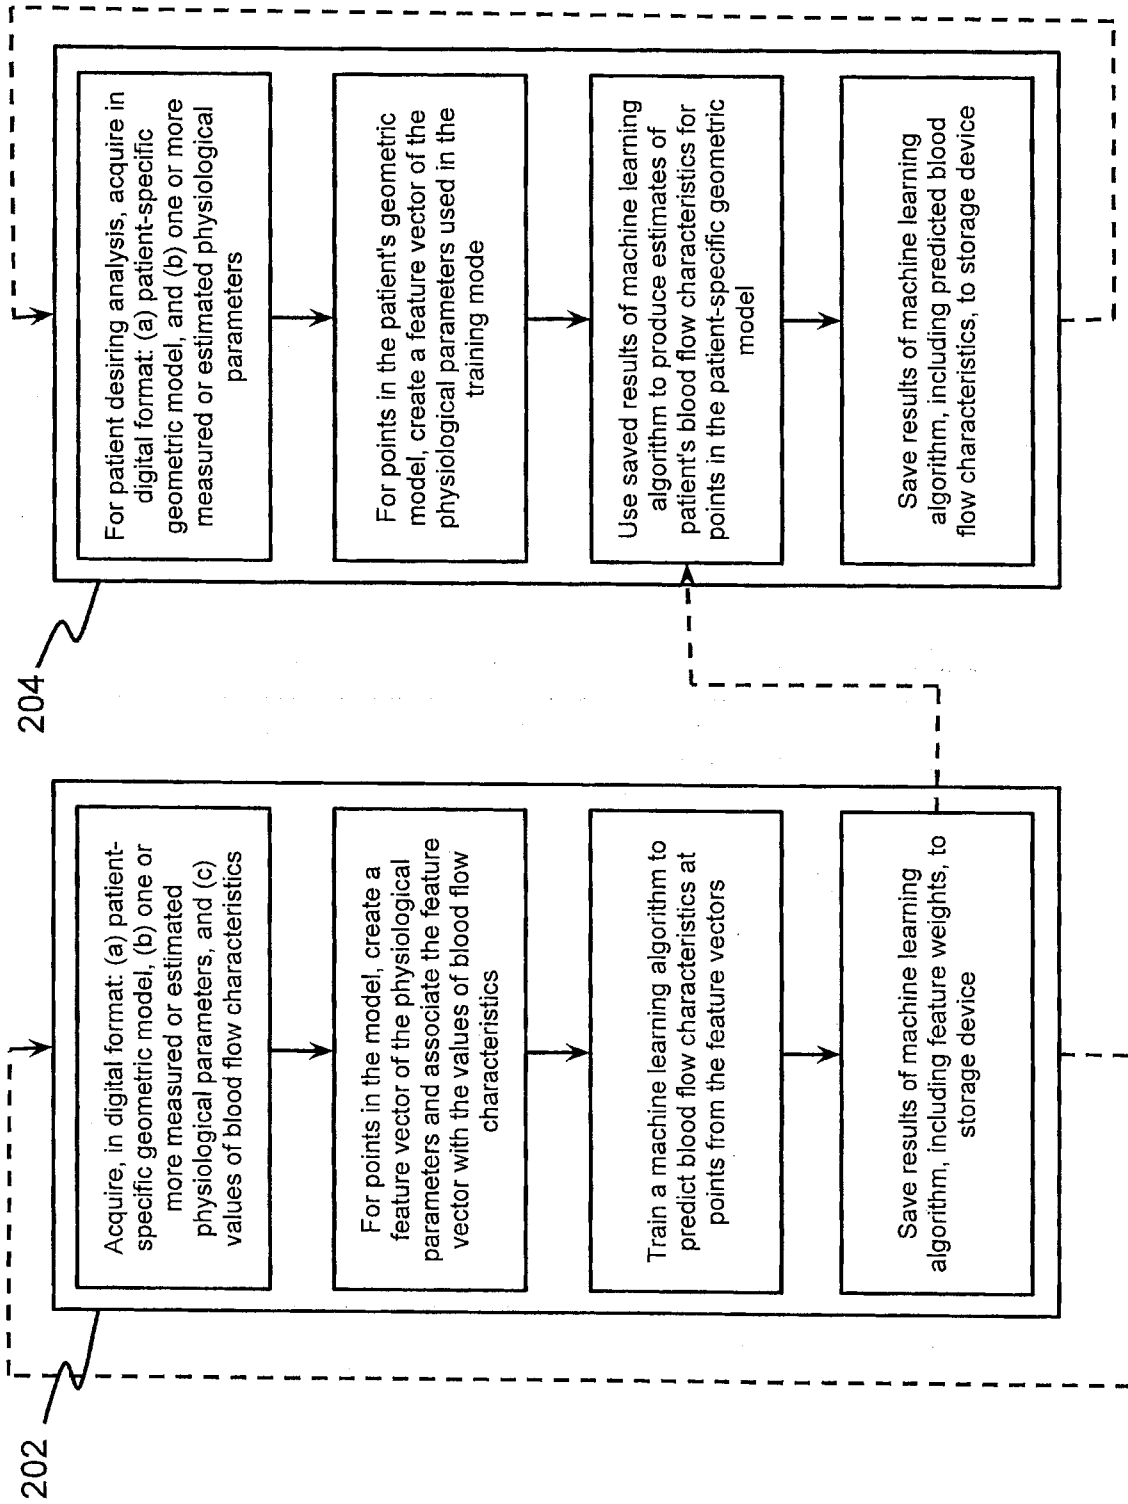 202
Acquire, in digital format: (a) patient-
specific geometric model, (b) one or
more measured or estimated
physiological parameters, and (c)
values of blood flow characteristics
For points in the model, create a
feature vector of the physiological
parameters and associate the feature
vector with the values of blood flow
characteristics
Train a machine learning algorithm to
predict blood flow characteristics at
points from the feature vectors
Save results of machine learning
algorithm, including feature weights, to
storage device
204
For patient desiring analysis, acquire in
digital format: (a) patient-specific
geometric model, and (b) one or more
measured or estimated physiological
parameters
For points in the patient's geometric
model, create a feature vector of the
physiological parameters used in the
training mode
Use saved results of machine learning
algorithm to produce estimates of
patient's blood flow characteristics for
points in the patient-specific geometric
model
Save results of machine learning
algorithm, including predicted blood
flow characteristics, to storage device